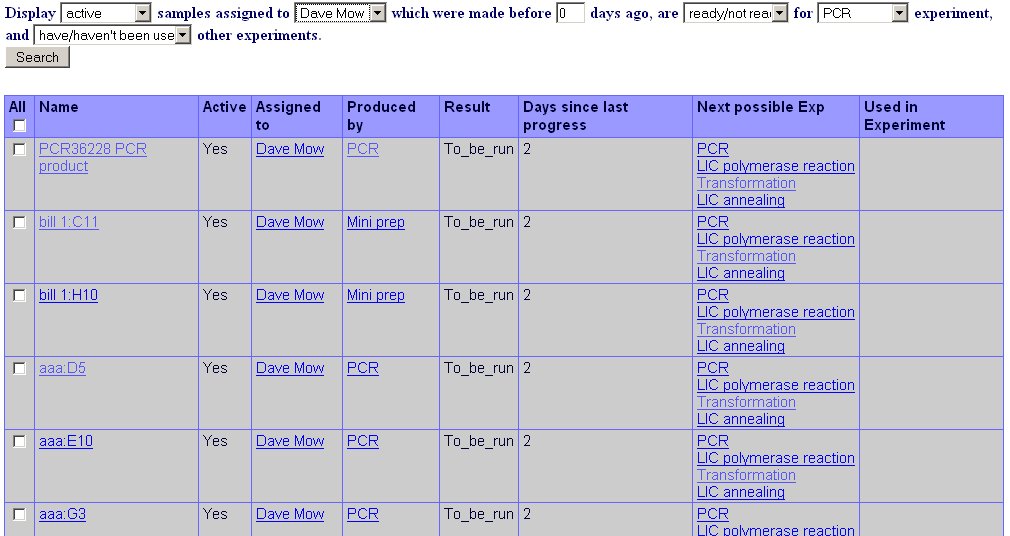 Display active samples assigned to Dave Mow which were made before 0 days ago, are ready/not rea for PCR experiment,
and have/haven't been use other experiments.
Search
All Name Active Assigned to Produced by Result Days since last progress Next possible Exp Used in Experiment
PCR36228 PCR product Yes Dave Mow PCR To_be_run 2 PCR
LIC polymerase reaction
Transformation
LIC annealing
bill 1:C11 Yes Dave Mow Mini prep To_be_run 2 PCR
LIC polymerase reaction
Transformation
LIC annealing
bill 1:H10 Yes Dave Mow Mini prep To_be_run 2 PCR
LIC polymerase reaction
Transformation
LIC annealing
aaa:D5 Yes Dave Mow PCR To_be_run 2 PCR
LIC polymerase reaction
Transformation
LIC annealing
aaa:E10 Yes Dave Mow PCR To_be_run 2 PCR
LIC polymerase reaction
Transformation
LIC annealing
aaa:G3 Yes Dave Mow PCR To_be_run 2 PCR
LIC polymerase reaction